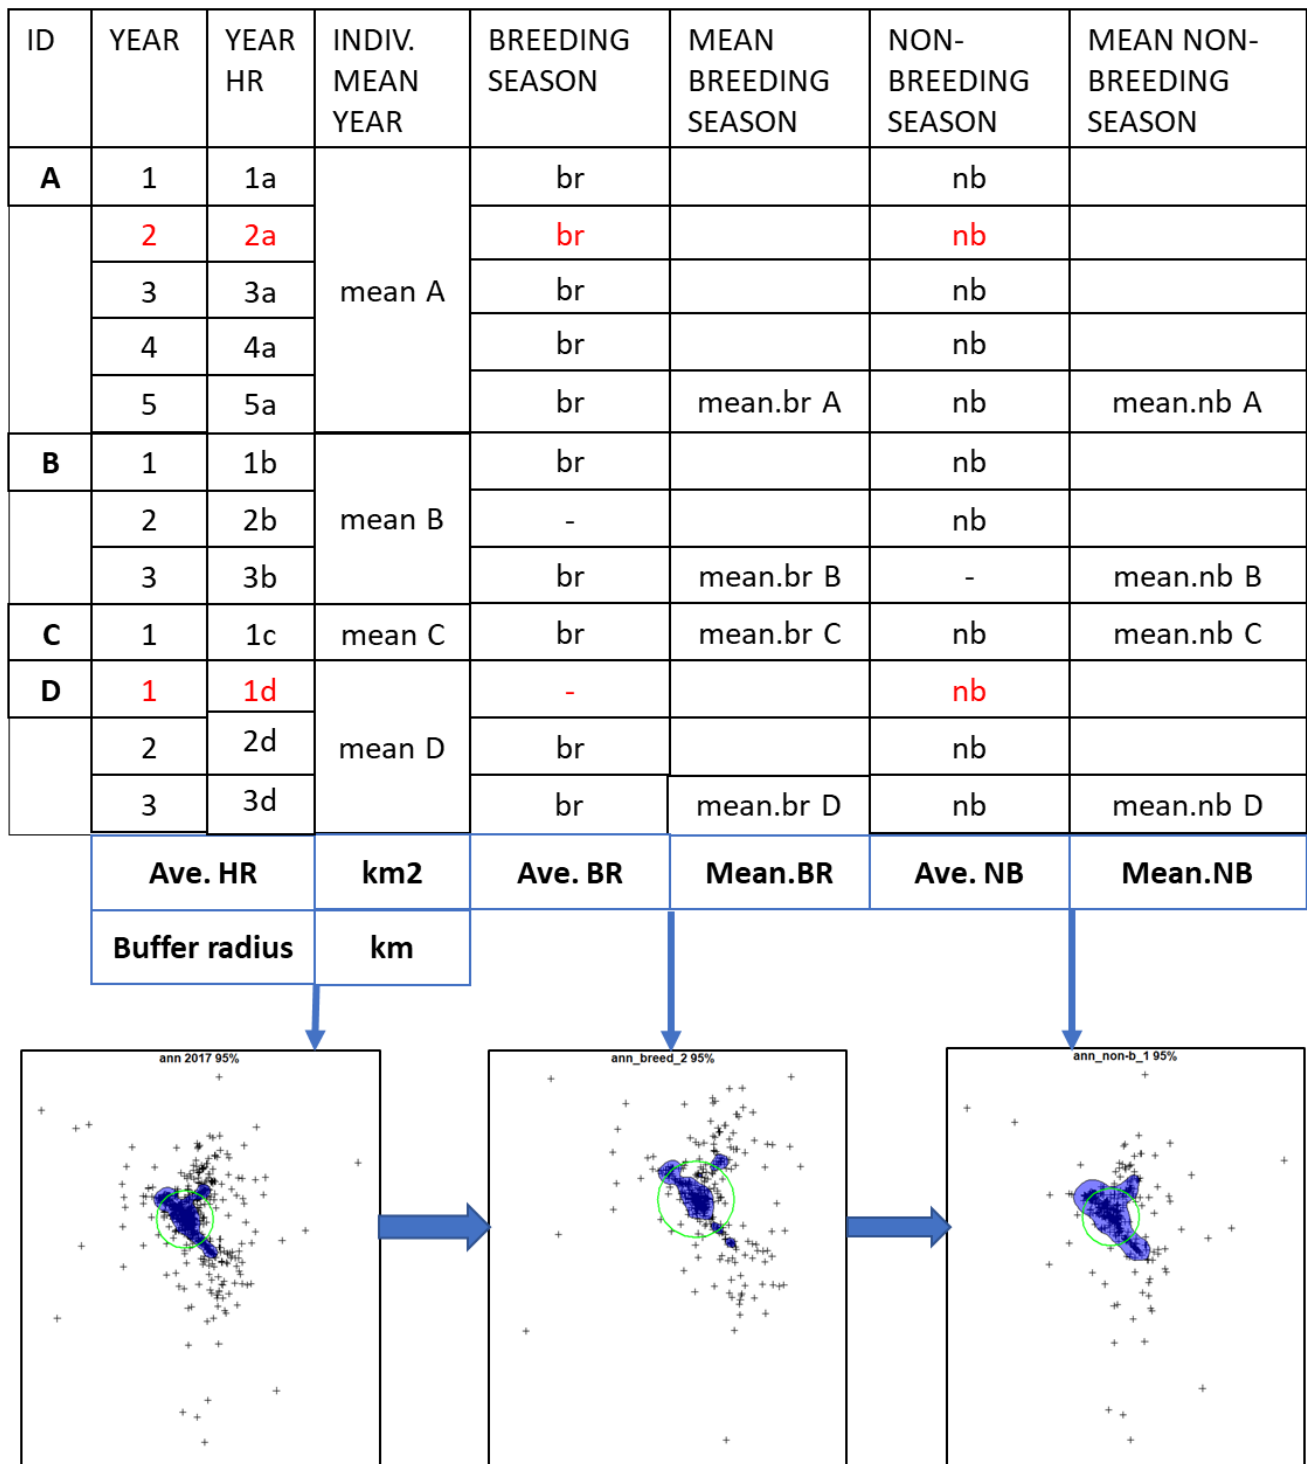 ID YEAR YEAR HR INDIV. MEAN YEAR BREEDING SEASON MEAN BREEDING SEASON NON-BREEDING SEASON MEAN NON-BREEDING SEASON
A 1 1a br nb
2 2a br nb
3 3a mean A br nb
4 4a br nb
5 5a br mean.br A nb mean.nb A
B 1 1b br nb
2 2b mean B - nb
3 3b br mean.br B - mean.nb B
C 1 1c mean C br mean.br C nb mean.nb C
D 1 1d - nb
2 2d mean D br nb
3 3d br mean.br D nb mean.nb D
Ave. HR km2 Ave. BR Mean.BR Ave. NB Mean.NB
Buffer radius km
ann 2017 95%
ann_breed_2 95%
ann_non-b_1 95%